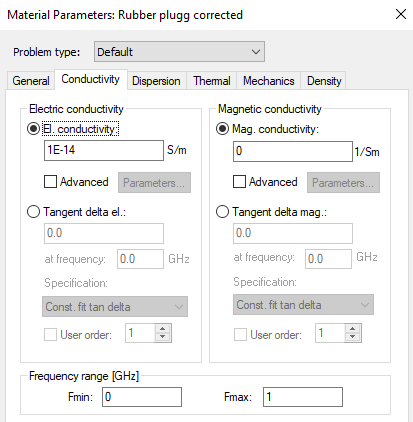 Material Parameters: Rubber plugg corrected
Problem type: Default
General Conductivity Dispersion Thermal Mechanics Density
Electric conductivity
El. conductivity:
1E-14 S/m
Advanced Parameters...
Tangent delta el.:
0.0
at frequency: 0.0 GHz
Specification:
Const. fit tan delta
User order: 1
Magnetic conductivity
Mag. conductivity:
0 1/Sm
Advanced Parameters...
Tangent delta mag.:
0.0
at frequency: 0.0 GHz
Specification:
Const. fit tan delta
User order: 1
Frequency range [GHz]
Fmin: 0 Fmax: 1